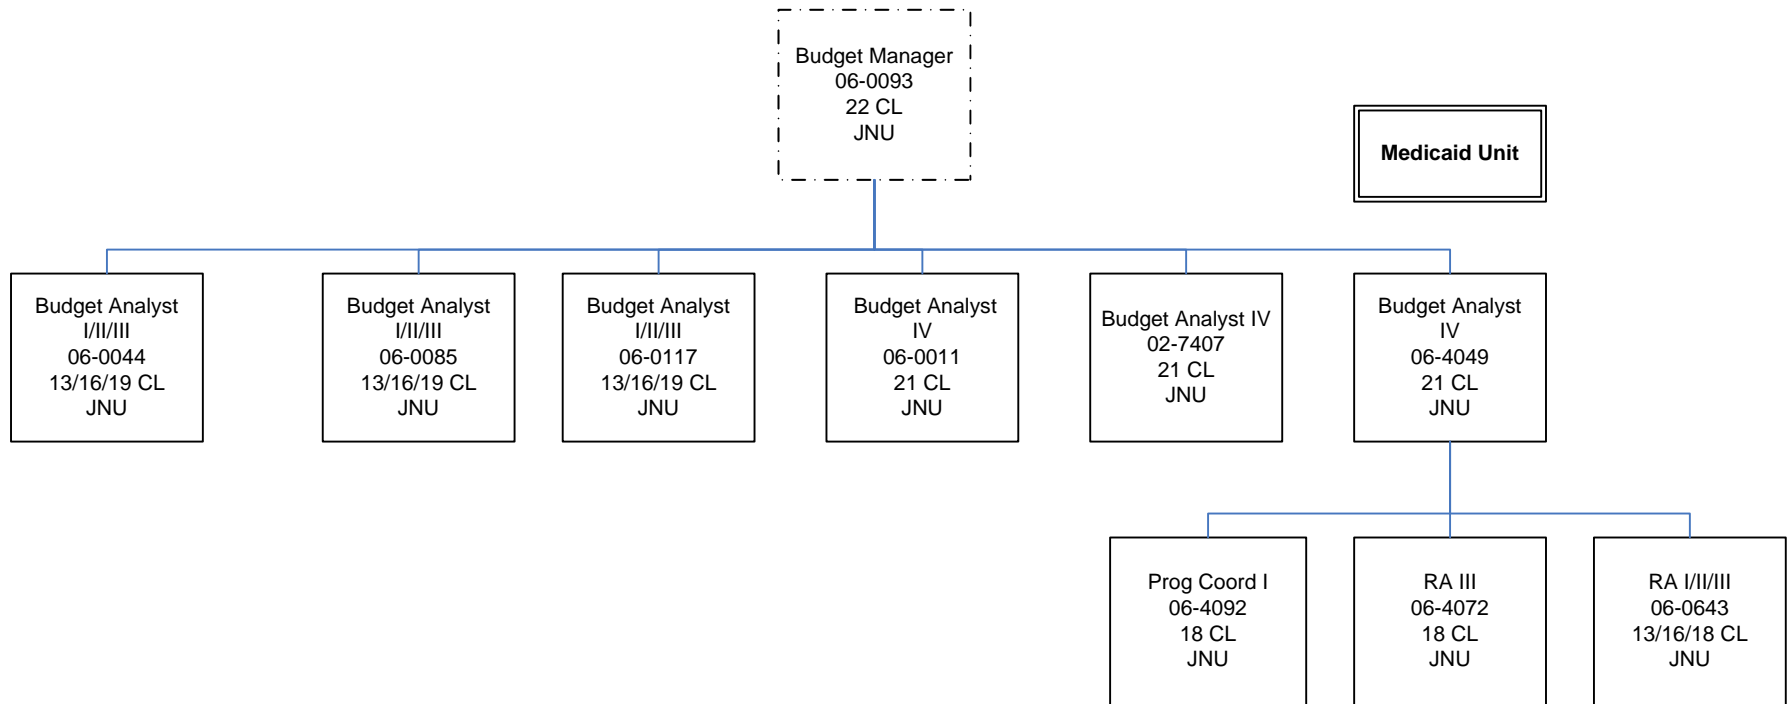 Budget Manager
06-0093
22 CL
JNU
Medicaid Unit
Budget Analyst
I/II/III
06-0044
13/16/19 CL
JNU
Budget Analyst
I/II/III
06-0085
13/16/19 CL
JNU
Budget Analyst
I/II/III
06-0117
13/16/19 CL
JNU
Budget Analyst
IV
06-0011
21 CL
JNU
Budget Analyst IV
02-7407
21 CL
JNU
Budget Analyst
IV
06-4049
21 CL
JNU
Prog Coord I
06-4092
18 CL
JNU
RA III
06-4072
18 CL
JNU
RA I/II/III
06-0643
13/16/18 CL
JNU